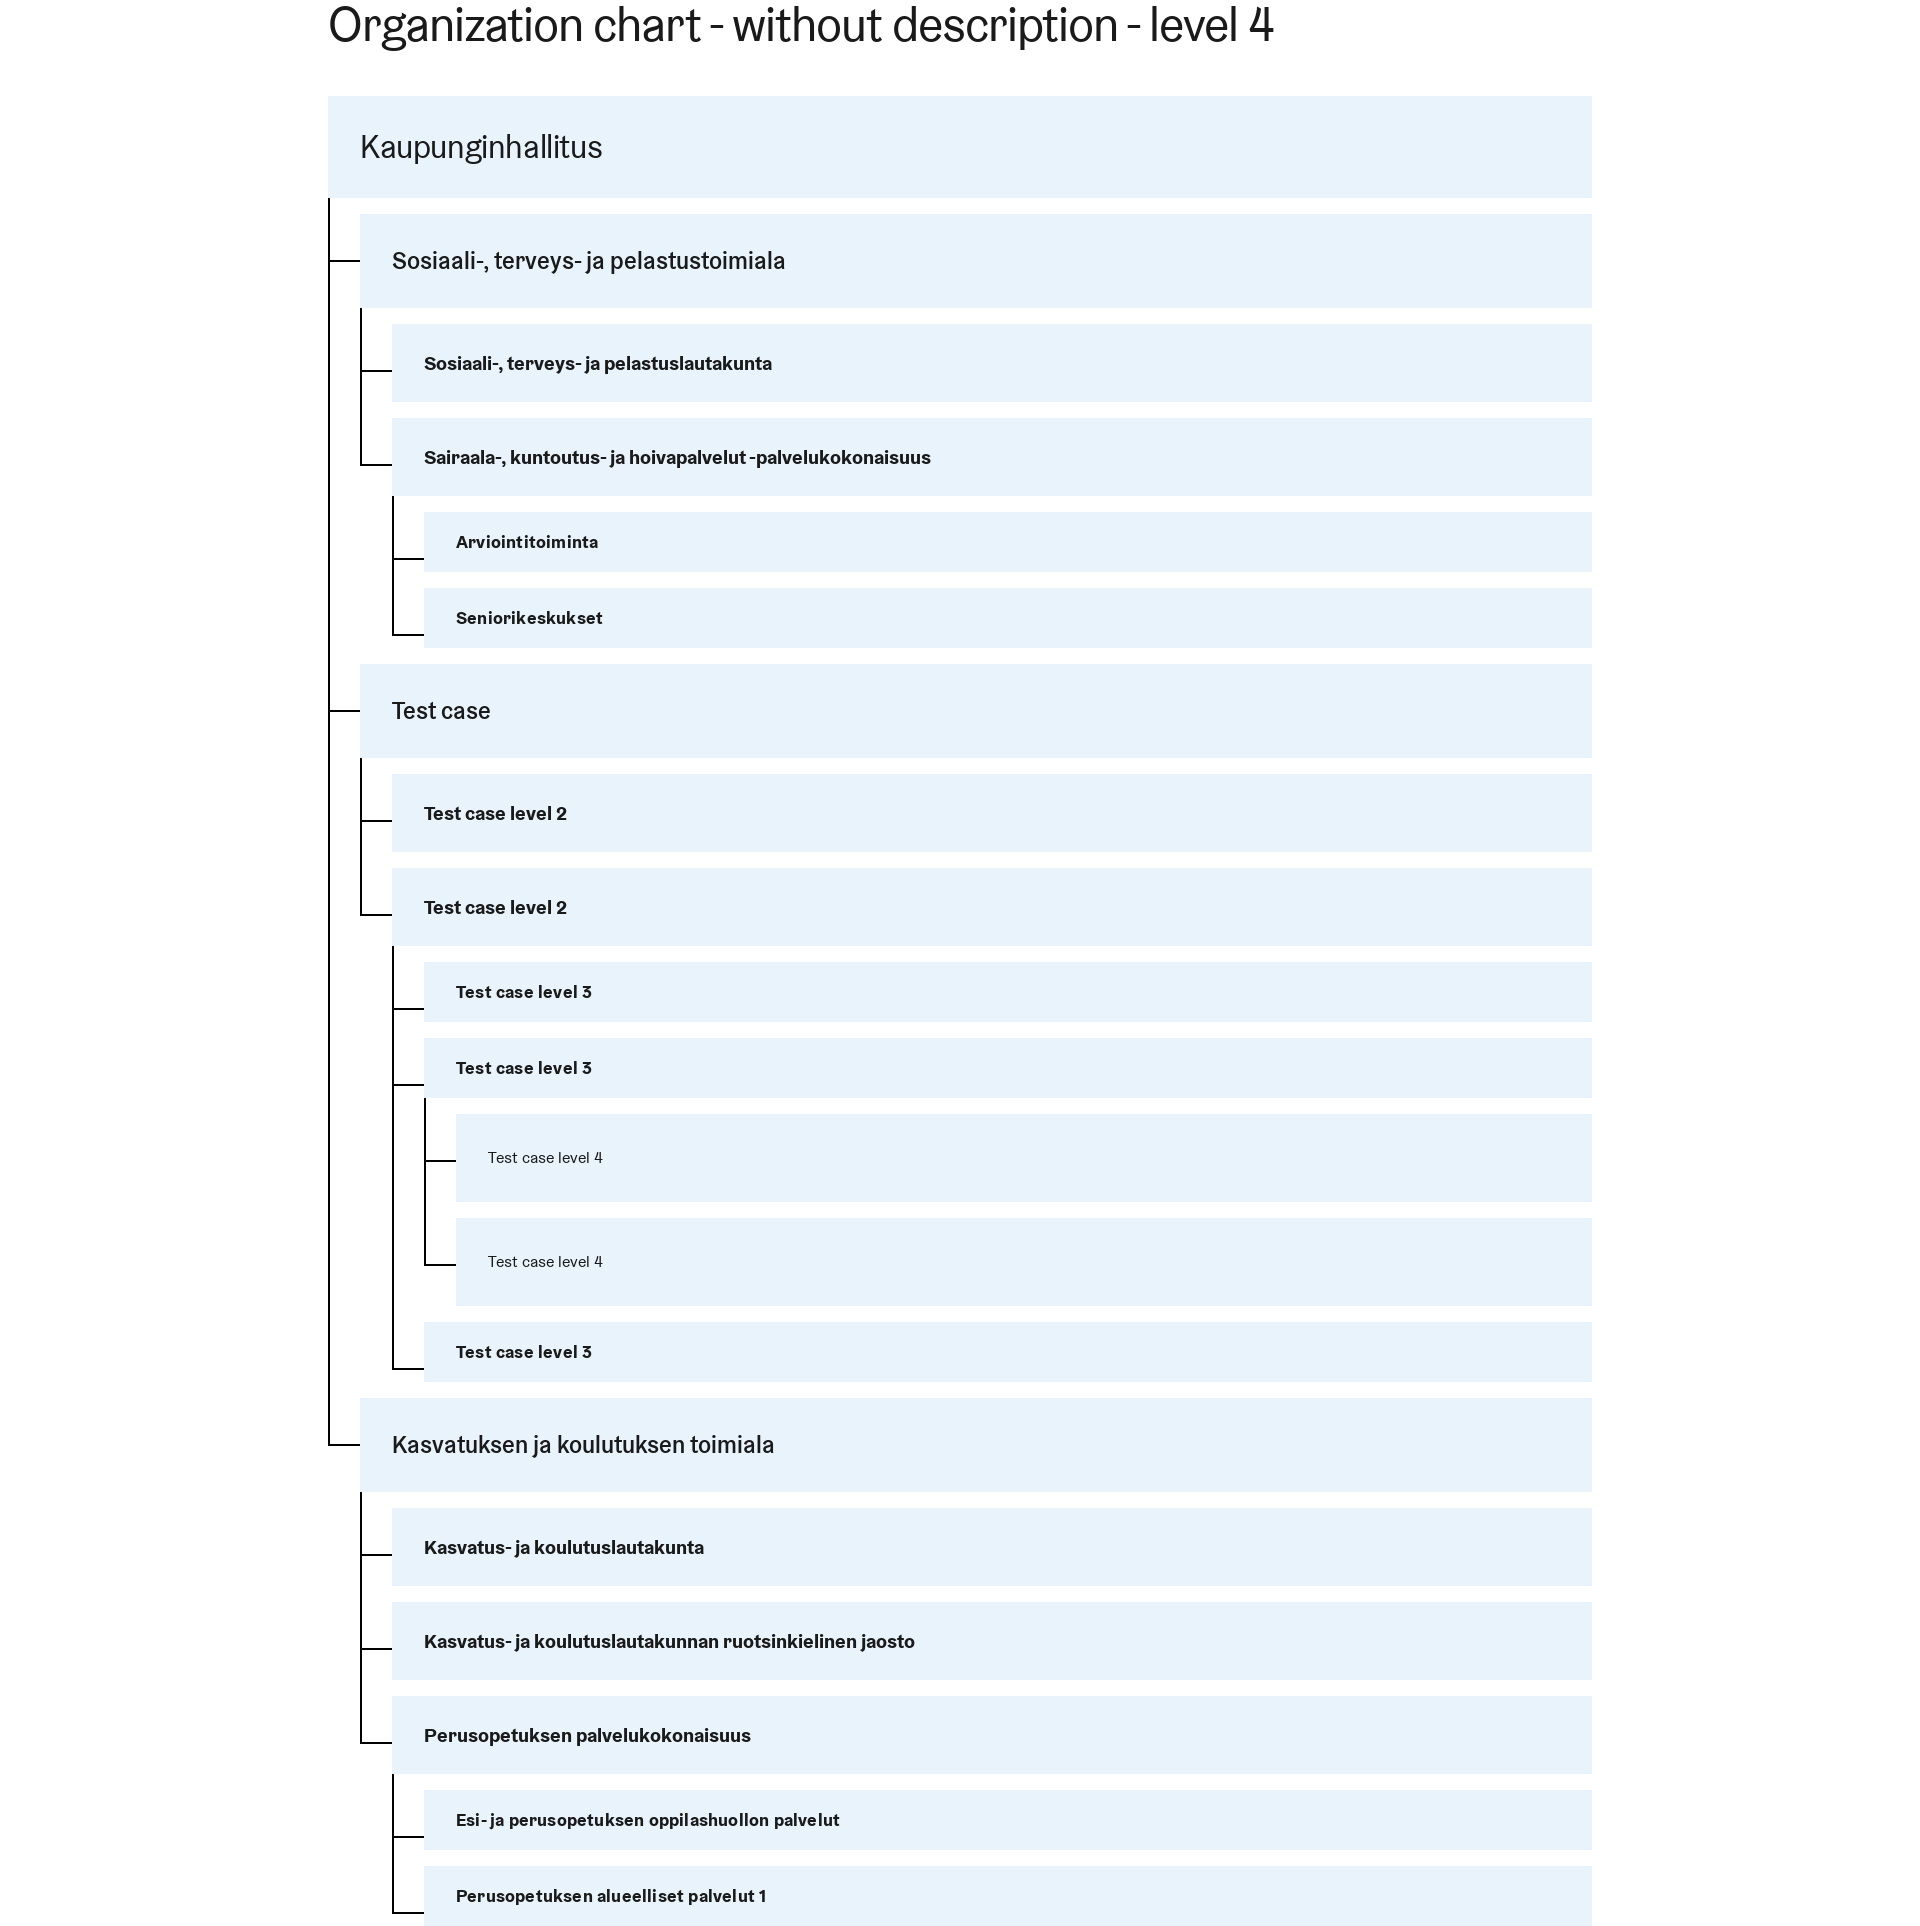 Organization chart - without description - level 4
Kaupunginhallitus
Sosiaali-, terveys- ja pelastustoimiala
Sosiaali-, terveys- ja pelastuslautakunta
Sairaala-, kuntoutus- ja hoivapalvelut -palvelukokonaisuus
Arviointitoiminta
Seniorikeskukset
Test case
Test case level 2
Test case level 2
Test case level 3
Test case level 3
Test case level 4
Test case level 4
Test case level 3
Kasvatuksen ja koulutuksen toimiala
Kasvatus- ja koulutuslautakunta
Kasvatus- ja koulutuslautakunnan ruotsinkielinen jaosto
Perusopetuksen palvelukokonaisuus
Esi- ja perusopetuksen oppilashuollon palvelut
Perusopetuksen alueelliset palvelut 1